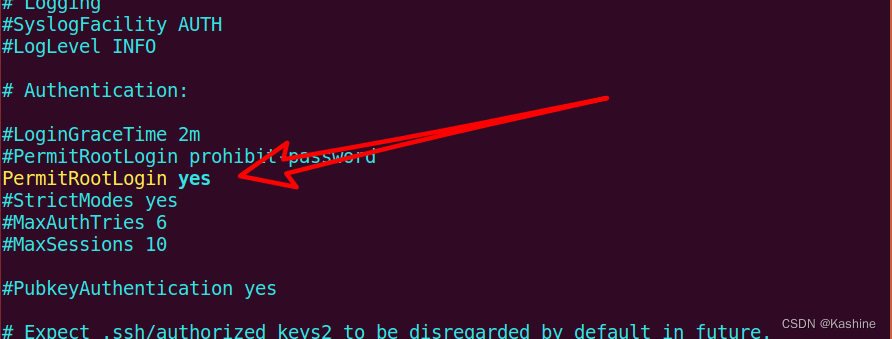 # Logging
#SyslogFacility AUTH
#LogLevel INFO
# Authentication:
#LoginGraceTime 2m
#PermitRootLogin prohibit-password
PermitRootLogin yes
#StrictModes yes
#MaxAuthTries 6
#MaxSessions 10
#PubkeyAuthentication yes
# Expect .ssh/authorized_keys2 to be disregarded by default in future.
CSDN @Kashine